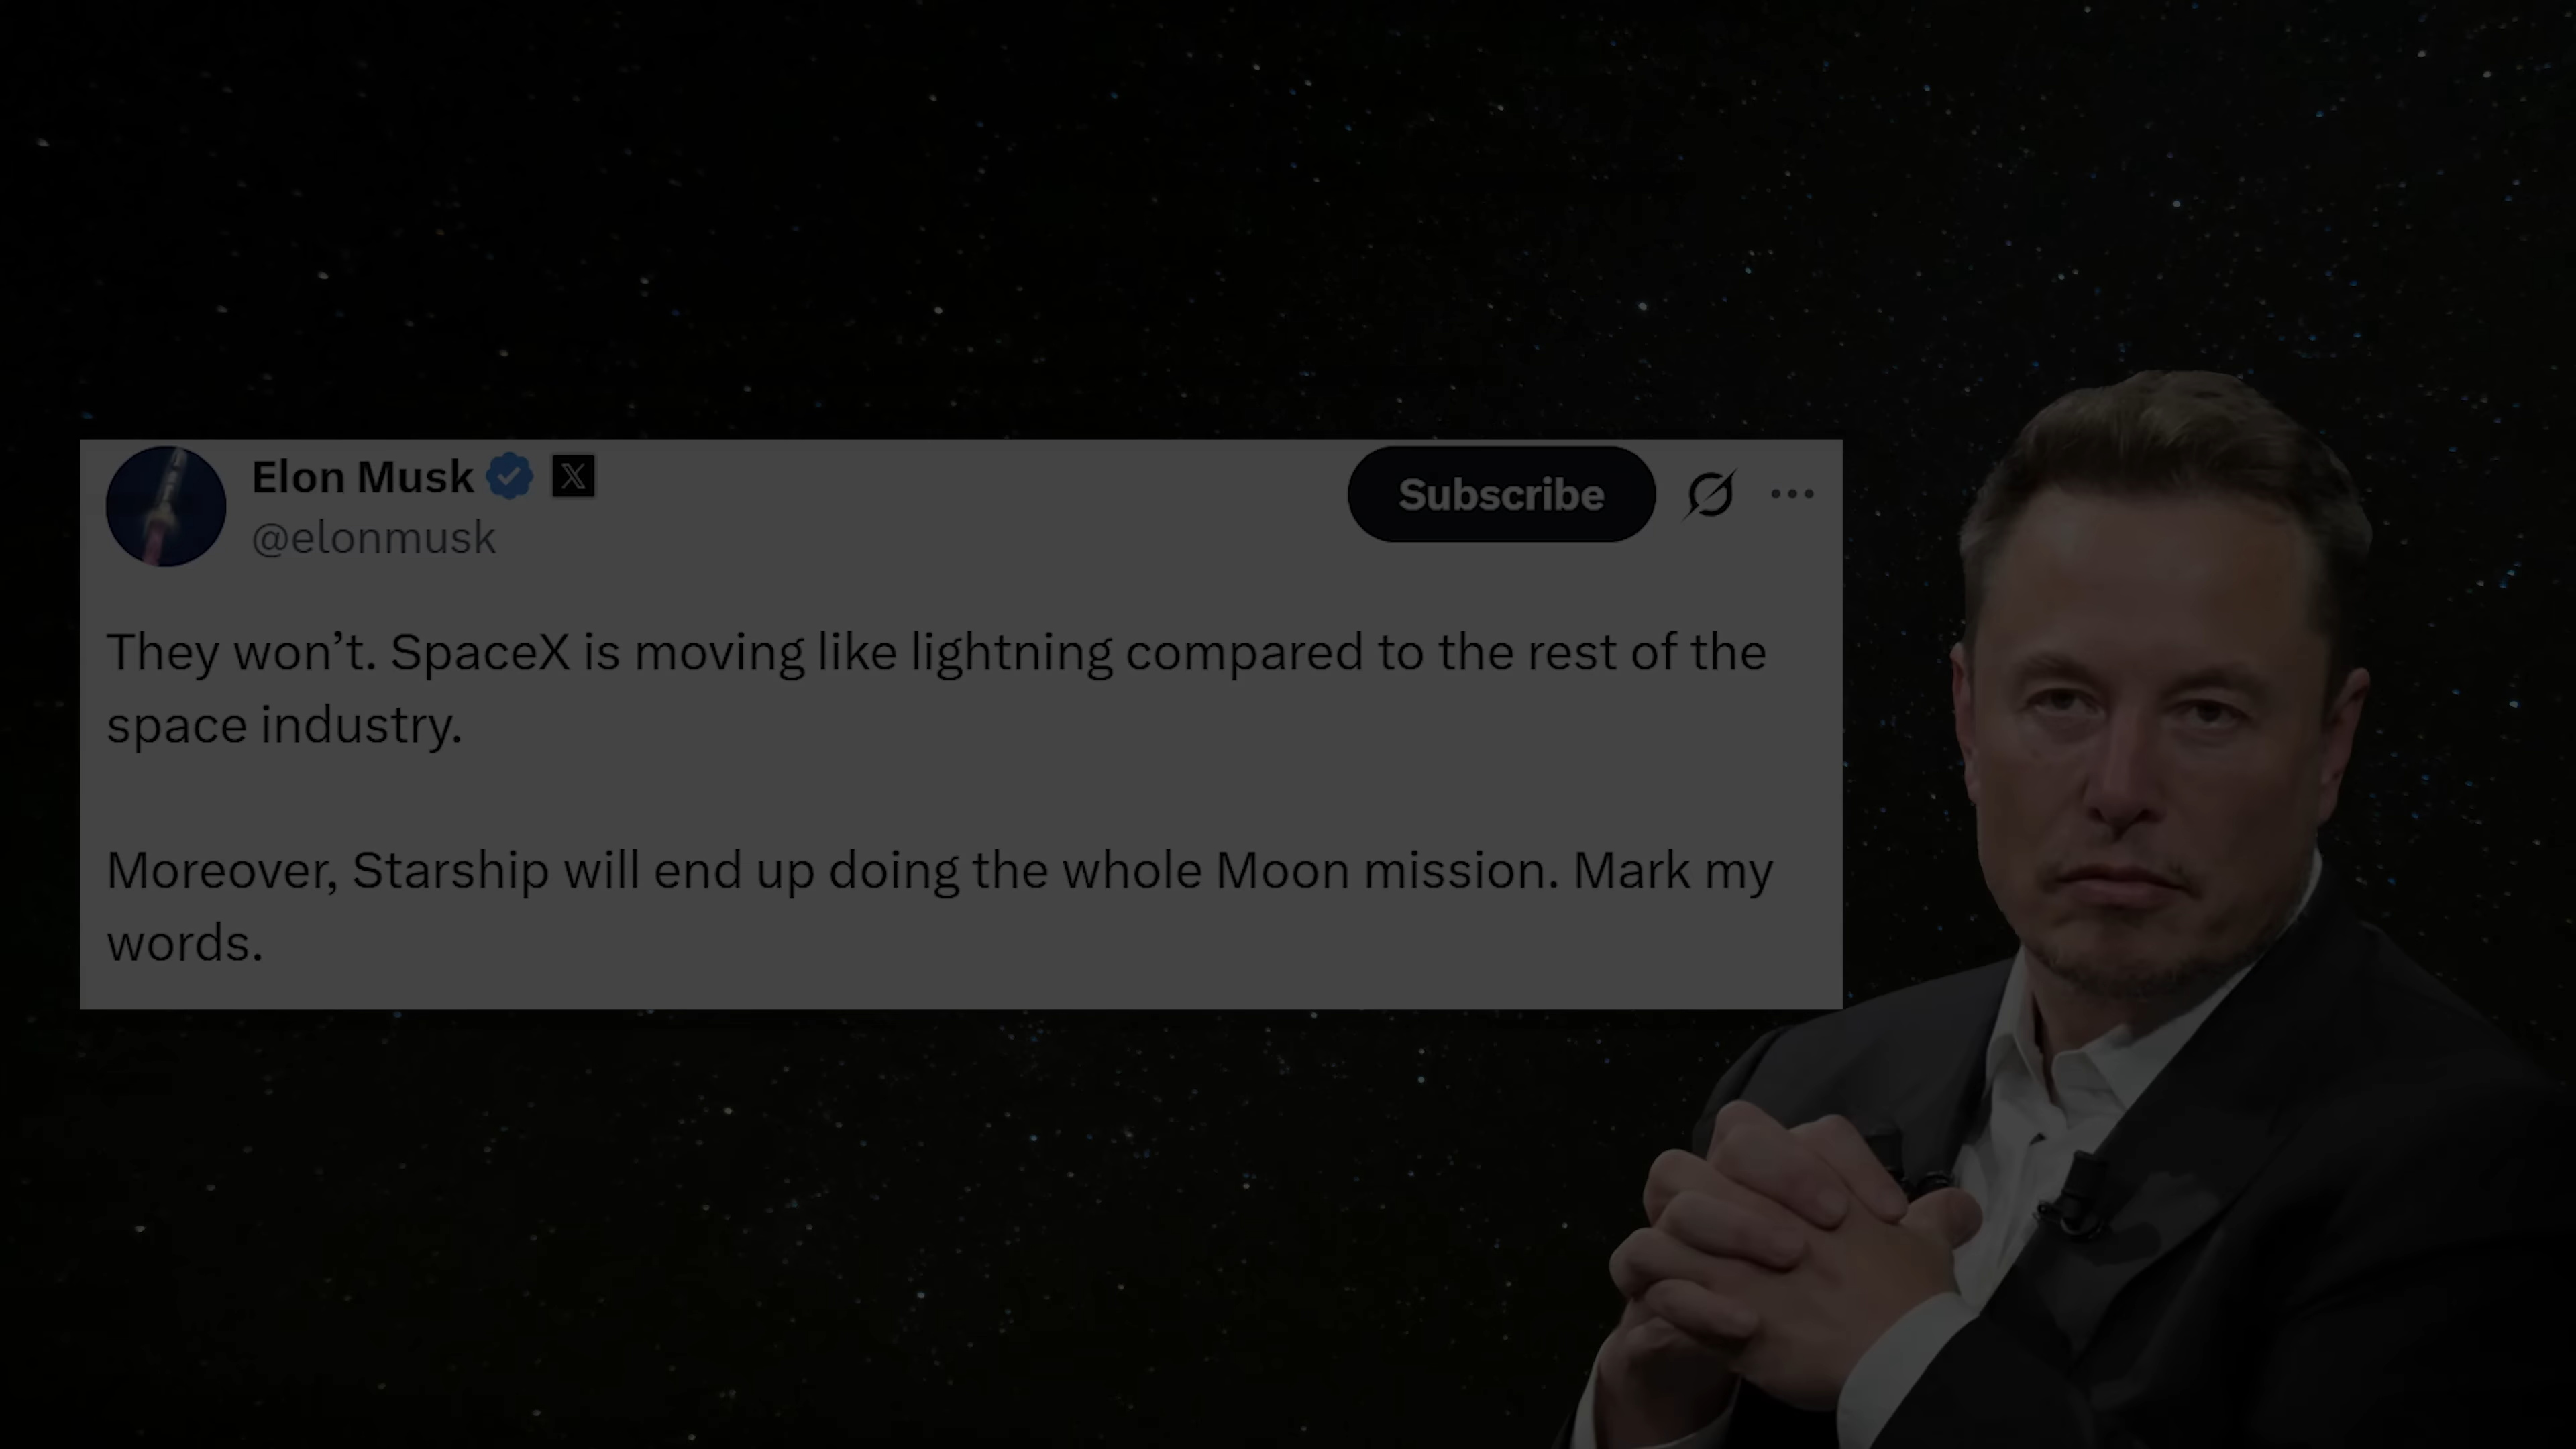 Elon Musk
@elonmusk
Subscribe
They won’t. SpaceX is moving like lightning compared to the rest of the
space industry.
Moreover, Starship will end up doing the whole Moon mission. Mark my
words.